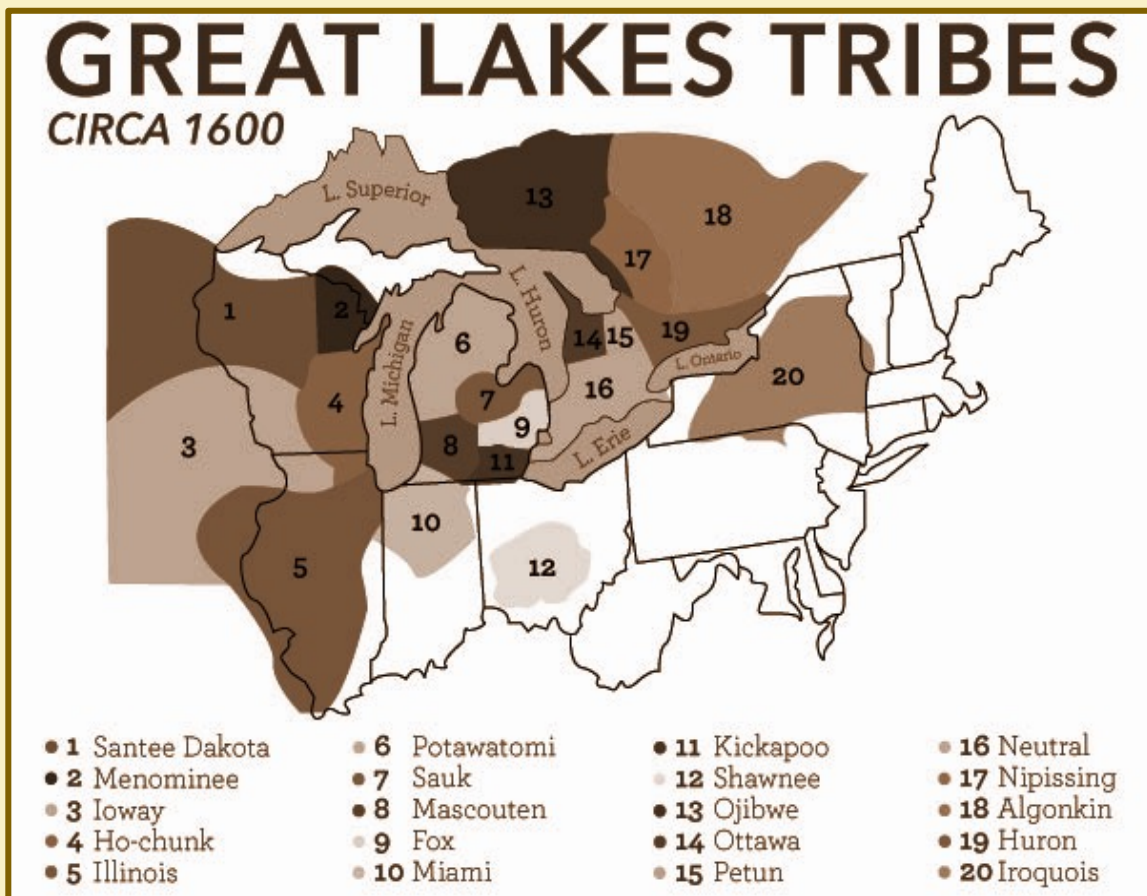 GREAT LAKES TRIBES
CIRCA 1600
L. Superior
L. Michigan
L. Huron
L. Ontario
L. Erie
1
2
3
4
5
6
7
8
9
10
11
12
13
14
15
16
17
18
19
20
1 Santee Dakota
2 Menominee
3 Ioway
4 Ho-chunk
5 Illinois
6 Potawatomi
7 Sauk
8 Mascouten
9 Fox
10 Miami
11 Kickapoo
12 Shawnee
13 Ojibwe
14 Ottawa
15 Petun
16 Neutral
17 Nipissing
18 Algonkin
19 Huron
20 Iroquois